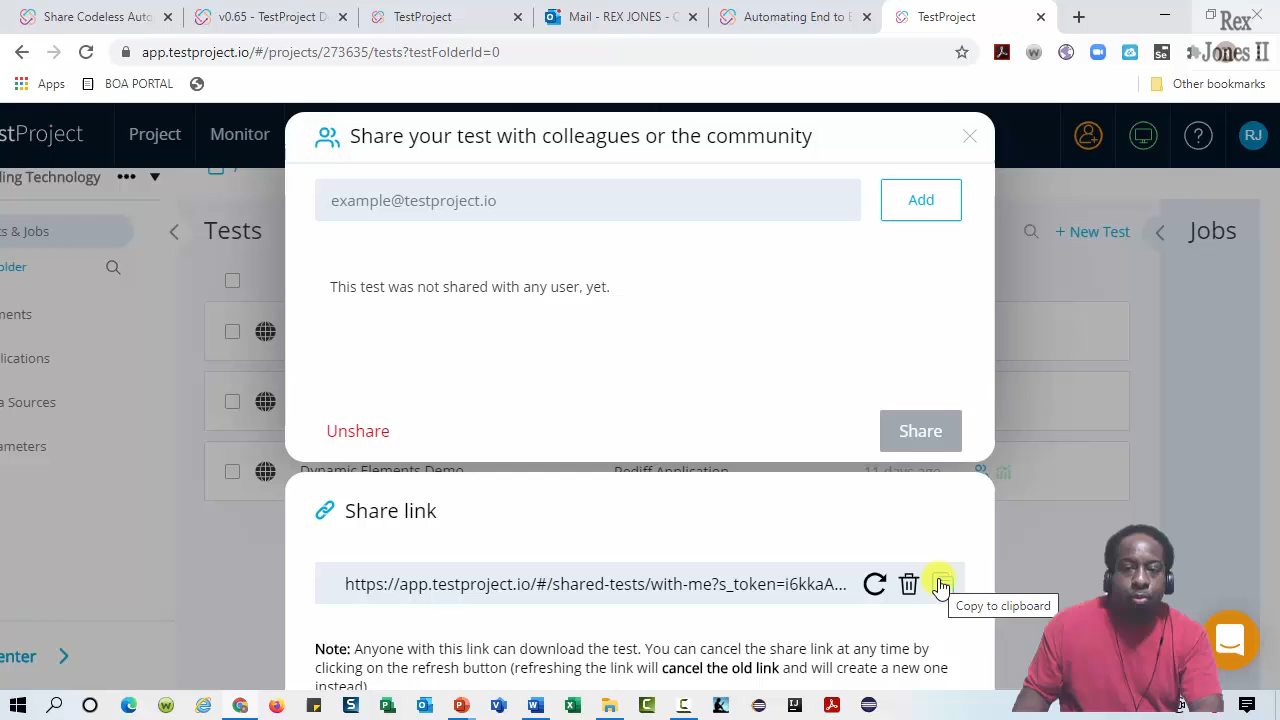 Share Codeless Auto
v0.65 - TestProject De
TestProject
Mail - REX JONES - O
Automating End to E
TestProject
Rex
Jones II
app.testproject.io/#/projects/273635/tests?testFolderId=0
Apps
BOA PORTAL
Other bookmarks
stProject
Project
Monitor
RJ
Share your test with colleagues or the community
example@testproject.io
Add
ling Technology
s & Jobs
Tests
+ New Test
Jobs
older
This test was not shared with any user, yet.
ments
lications
a Sources
ameters
Unshare
Share
Dynamic Elements Demo
Rediff Application
11 days ago
Share link
https://app.testproject.io/#/shared-tests/with-me?s_token=i6kkaA...
Copy to clipboard
Note: Anyone with this link can download the test. You can cancel the share link at any time by
clicking on the refresh button (refreshing the link will cancel the old link and will create a new one
instead)
enter